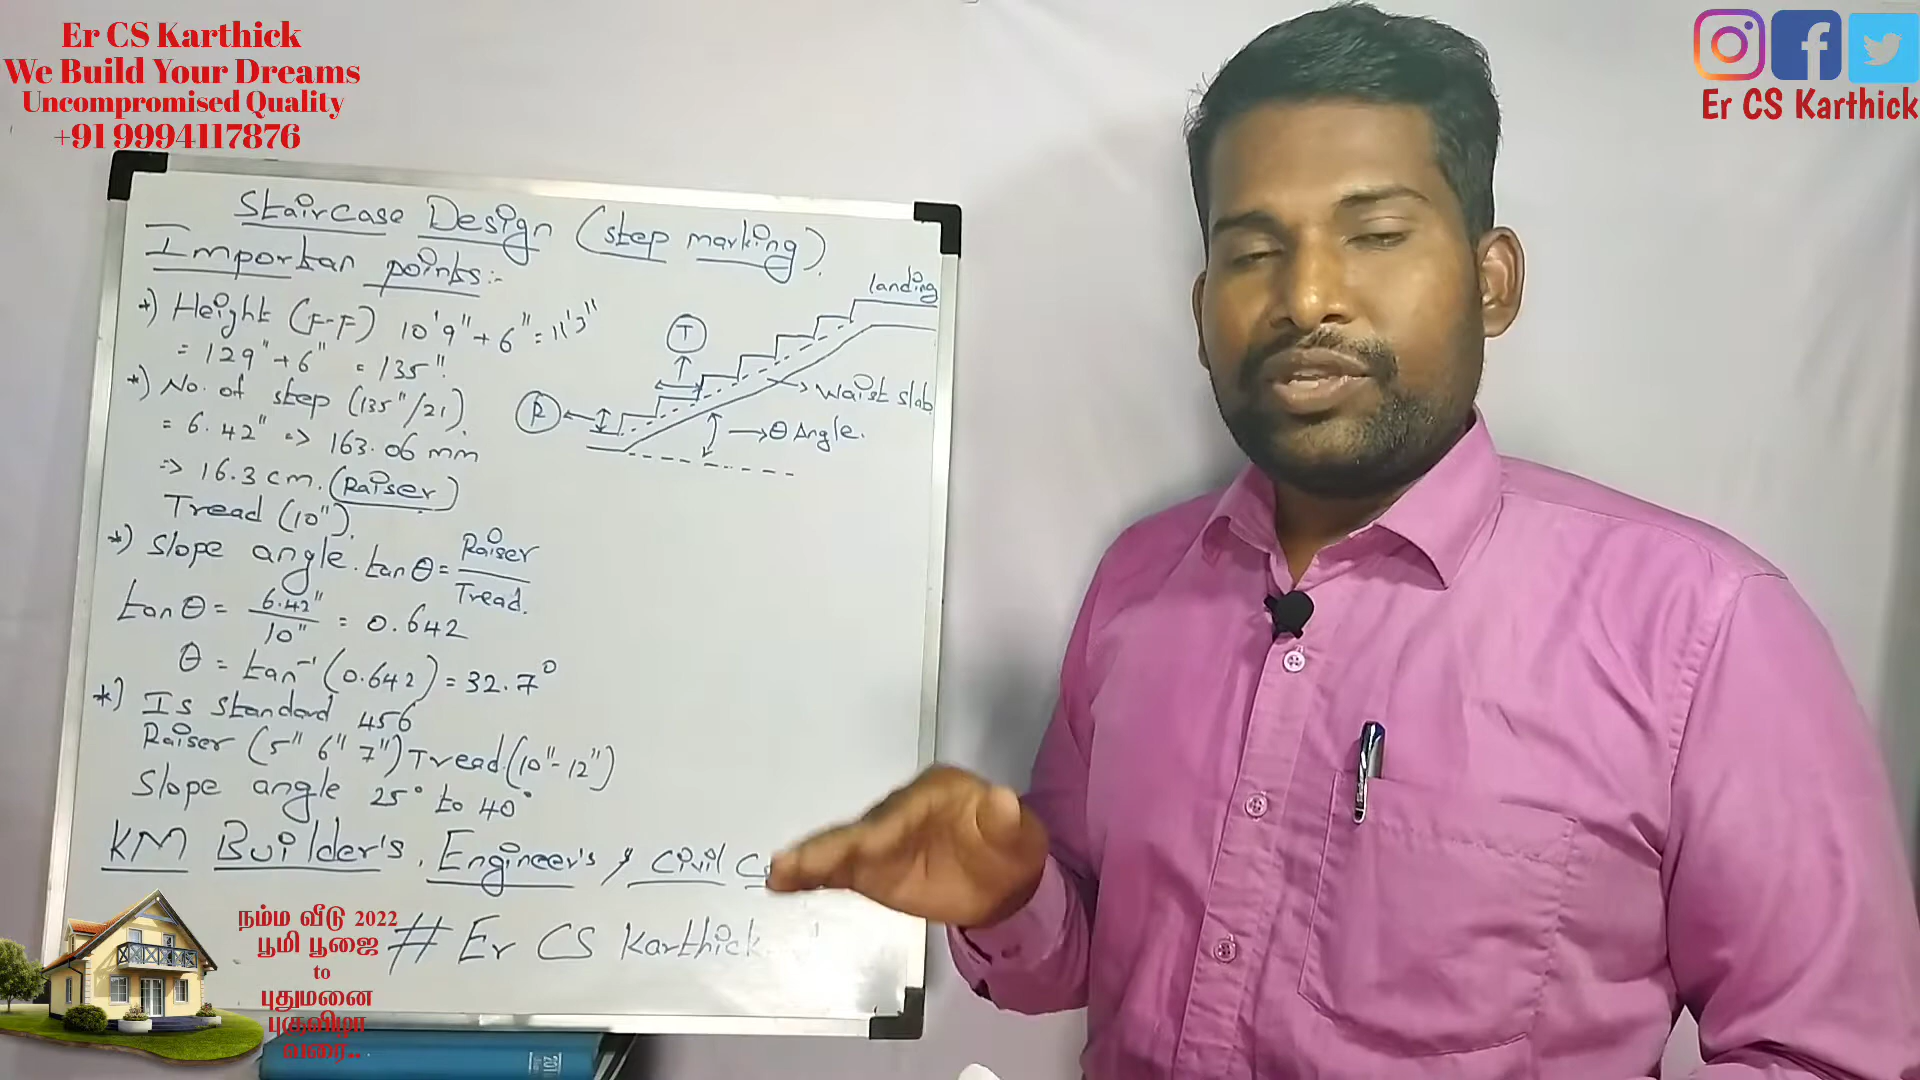 Er CS Karthick
We Build Your Dreams
Uncompromised Quality
+91 9994117876
Er CS Karthick
Staircase Design (step marking).
Importan points:-
*) Height (F-F) 10'9"+6"=11'3"
= 129"+6" = 135".
*) No. of step (135"/21).
= 6.42" => 163.06 mm
=> 16.3 cm. (Raiser)
Tread (10").
*) Slope angle. tan θ = Raiser / Tread.
tan θ = 6.42" / 10" = 0.642
θ = tan⁻¹ (0.642) = 32.7°
*) Is standard 456
Raiser (5" 6" 7") Tread (10"-12")
Slope angle 25° to 40°
landing
T
R
Waist slab
θ Angle.
KM Builder's, Engineer's & Civil
# Er CS Karthick
நம்ம வீடு 2022
பூமி பூஜை
to
புதுமனை
புகுவிழா
வரை..
201